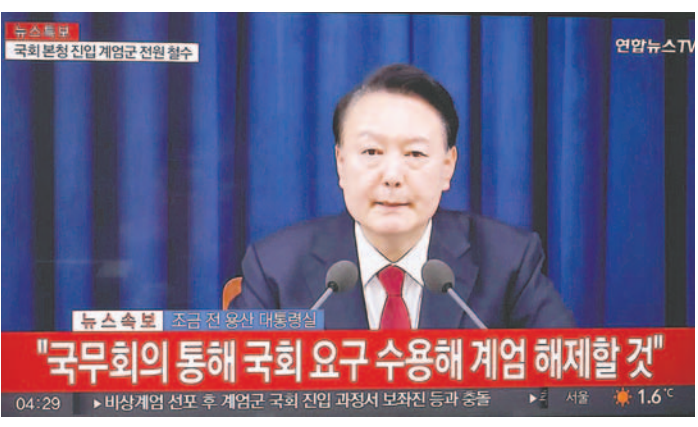 뉴스특보
국회 본청 진입 계엄군 전원 철수
연합뉴스TV
뉴스속보 조금 전 용산 대통령실
"국무회의 통해 국회 요구 수용해 계엄 해제할 것"
04:29 ▶비상계엄 선포 후 계엄군 국회 진입 과정서 보좌진 등과 충돌 ▶ 서울 1.6℃